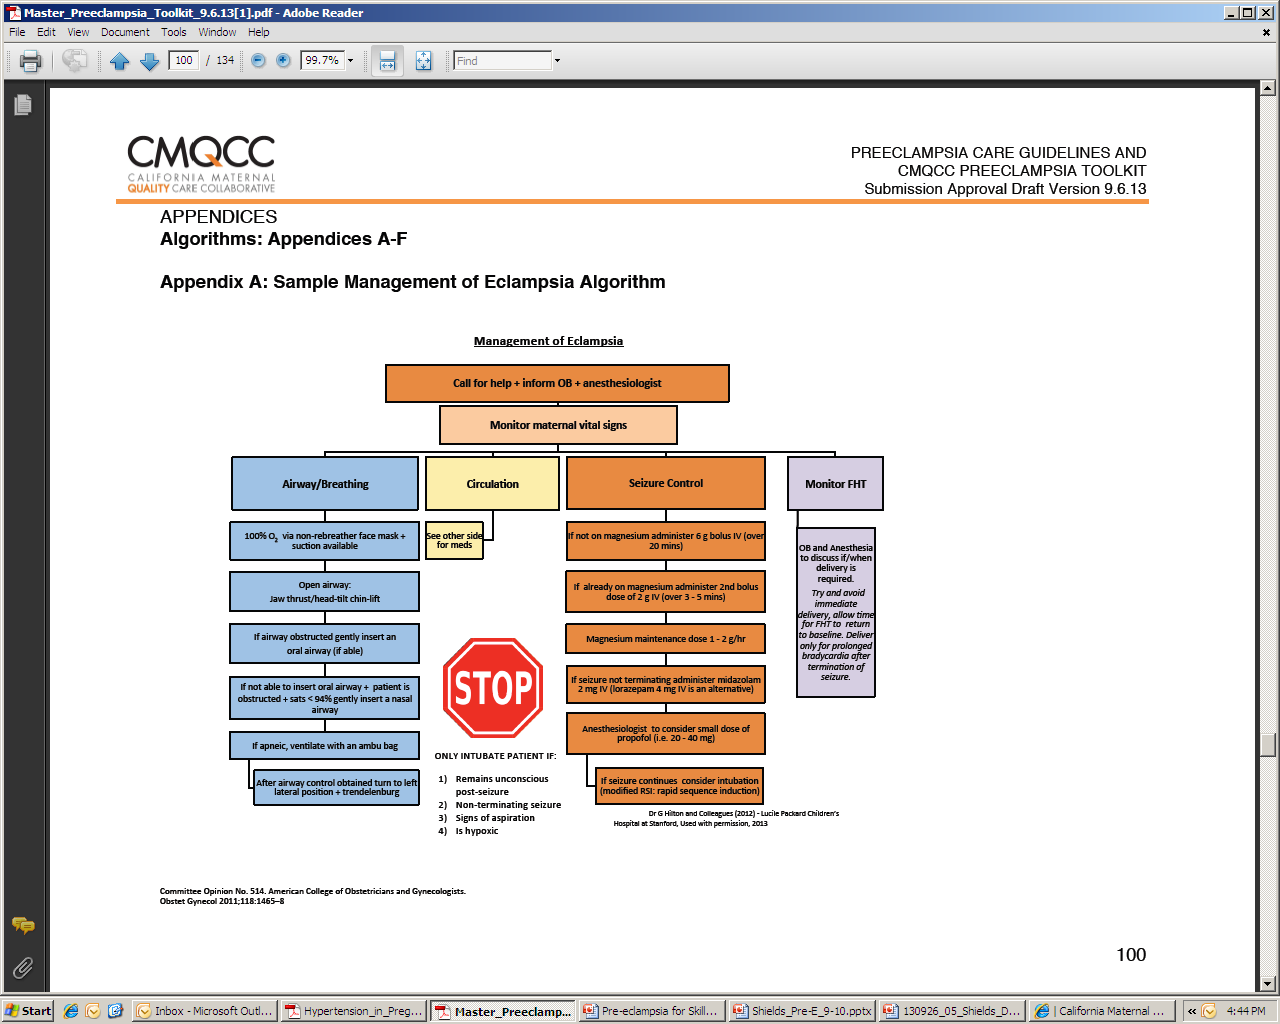 Master_Preeclampsia_Toolkit_9.6.13[1].pdf - Adobe Reader
File Edit View Document Tools Window Help
100 / 134 99.7% Find
CMQCC
CALIFORNIA MATERNAL
QUALITY CARE COLLABORATIVE
PREECLAMPSIA CARE GUIDELINES AND
CMQCC PREECLAMPSIA TOOLKIT
Submission Approval Draft Version 9.6.13
APPENDICES
Algorithms: Appendices A-F
Appendix A: Sample Management of Eclampsia Algorithm
Management of Eclampsia
Call for help + inform OB + anesthesiologist
Monitor maternal vital signs
Airway/Breathing
100% O2 via non-rebreather face mask +
suction available
Open airway:
Jaw thrust/head-tilt chin-lift
If airway obstructed gently insert an
oral airway (if able)
If not able to insert oral airway + patient is
obstructed + sats < 94% gently insert a nasal
airway
If apneic, ventilate with an ambu bag
After airway control obtained turn to left
lateral position + trendelenburg
Circulation
See other side
for meds
STOP
ONLY INTUBATE PATIENT IF:
1) Remains unconscious
post-seizure
2) Non-terminating seizure
3) Signs of aspiration
4) Is hypoxic
Seizure Control
If not on magnesium administer 6 g bolus IV (over
20 mins)
If already on magnesium administer 2nd bolus
dose of 2 g IV (over 3 - 5 mins)
Magnesium maintenance dose 1 - 2 g/hr
If seizure not terminating administer midazolam
2 mg IV (lorazepam 4 mg IV is an alternative)
Anesthesiologist to consider small dose of
propofol (i.e. 20 - 40 mg)
If seizure continues consider intubation
(modified RSI: rapid sequence induction)
Monitor FHT
OB and Anesthesia
to discuss if/when
delivery is
required.
Try and avoid
immediate
delivery, allow time
for FHT to return
to baseline. Deliver
only for prolonged
bradycardia after
termination of
seizure.
Dr G Hilton and Colleagues (2012) - Lucile Packard Children's
Hospital at Stanford, Used with permission, 2013
Committee Opinion No. 514. American College of Obstetricians and Gynecologists.
Obstet Gynecol 2011;118:1465–8
100
Start Inbox - Microsoft Outl... Hypertension_in_Preg... Master_Preeclamp... Pre-eclampsia for Skill... Shields_Pre-E_9-10.pptx 130926_05_Shields_D... California Maternal ... « 4:44 PM